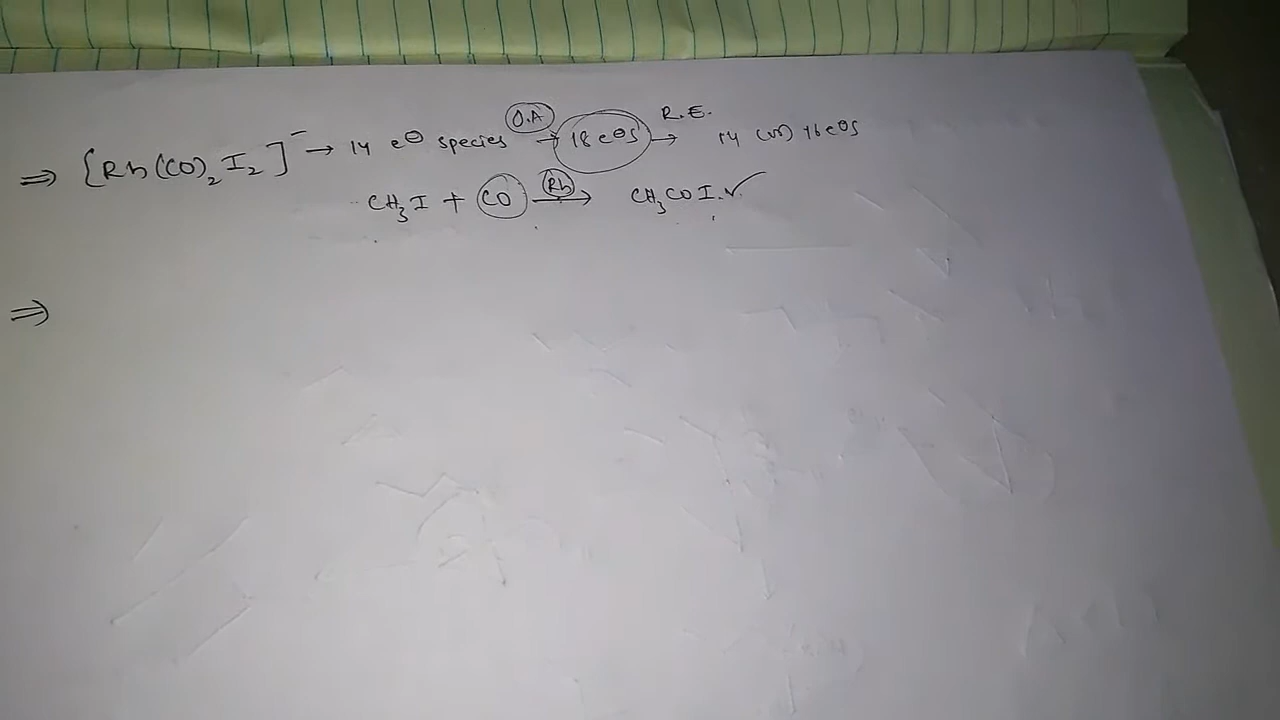 ⇒ [Rh(CO)₂I₂]⁻ → 14 e⊖ species —O.A→ 18 e⊖s —R.E.→ 14 (or) 16 e⊖s
CH₃I + CO —Rh→ CH₃COI. ✓
⇒